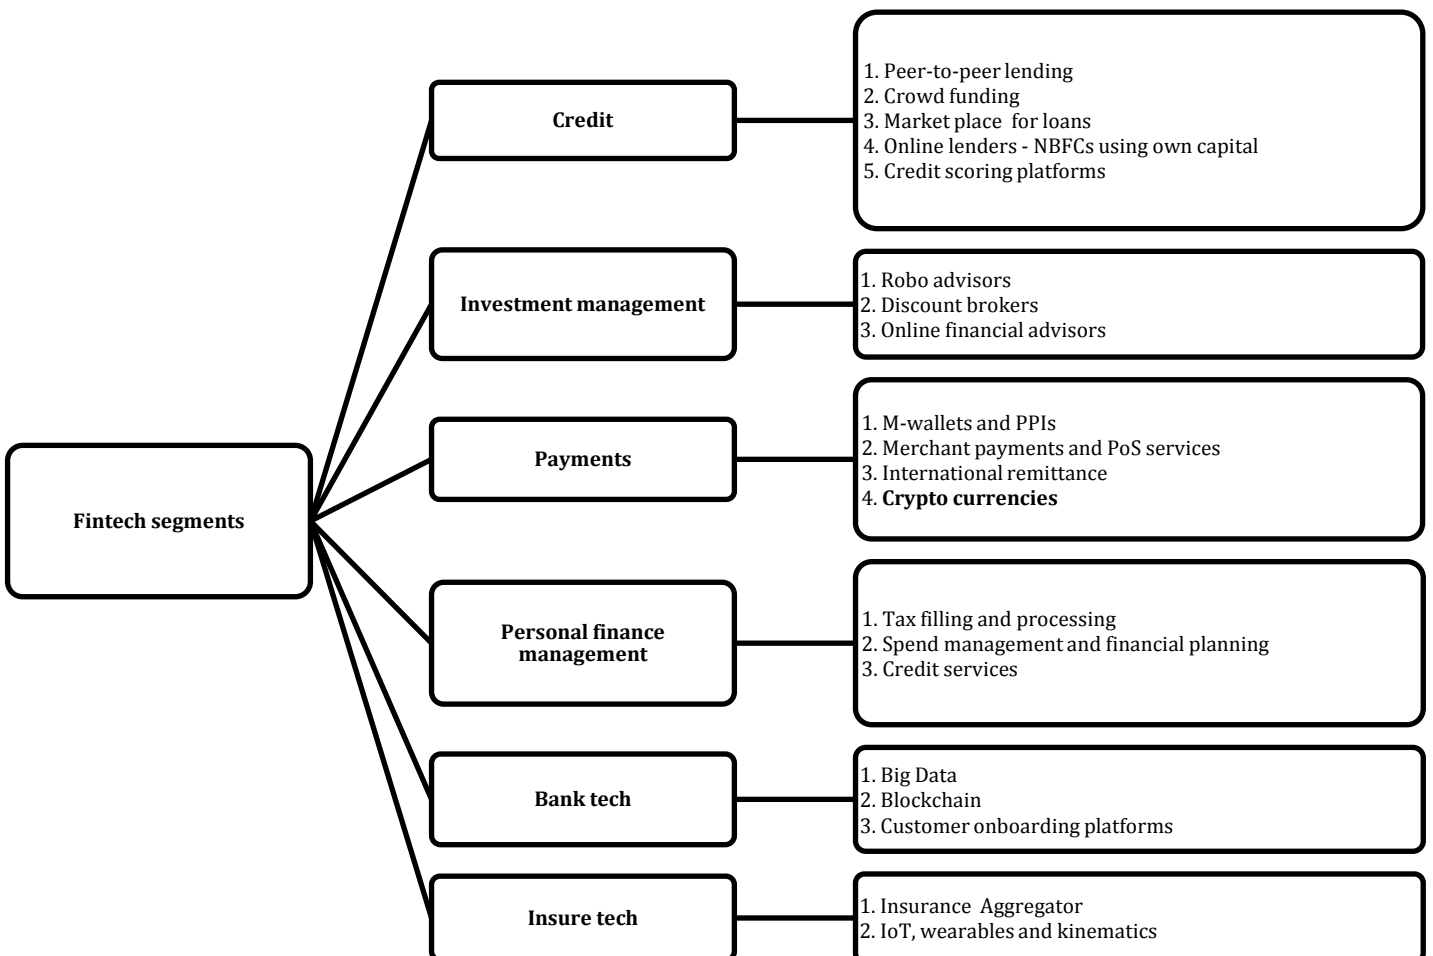 Fintech segments
Credit
1. Peer-to-peer lending
2. Crowd funding
3. Market place for loans
4. Online lenders - NBFCs using own capital
5. Credit scoring platforms
Investment management
1. Robo advisors
2. Discount brokers
3. Online financial advisors
Payments
1. M-wallets and PPIs
2. Merchant payments and PoS services
3. International remittance
4. Crypto currencies
Personal finance
management
1. Tax filling and processing
2. Spend management and financial planning
3. Credit services
Bank tech
1. Big Data
2. Blockchain
3. Customer onboarding platforms
Insure tech
1. Insurance Aggregator
2. IoT, wearables and kinematics